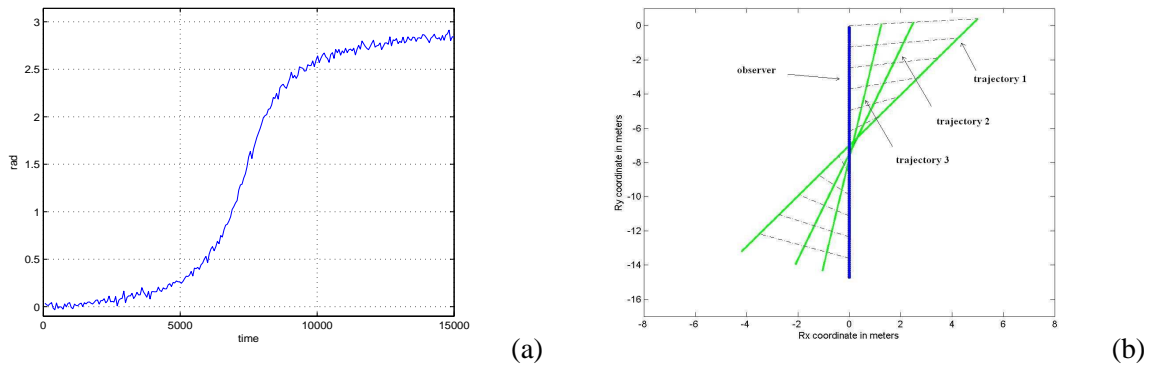 3
2.5
2
1.5
1
0.5
0
rad
0
5000
10000
15000
time
(a)
0
-2
-4
-6
-8
-10
-12
-14
-16
Ry coordinate in meters
observer
trajectory 1
trajectory 2
trajectory 3
-8
-6
-4
-2
0
2
4
6
8
Rx coordinate in meters
(b)